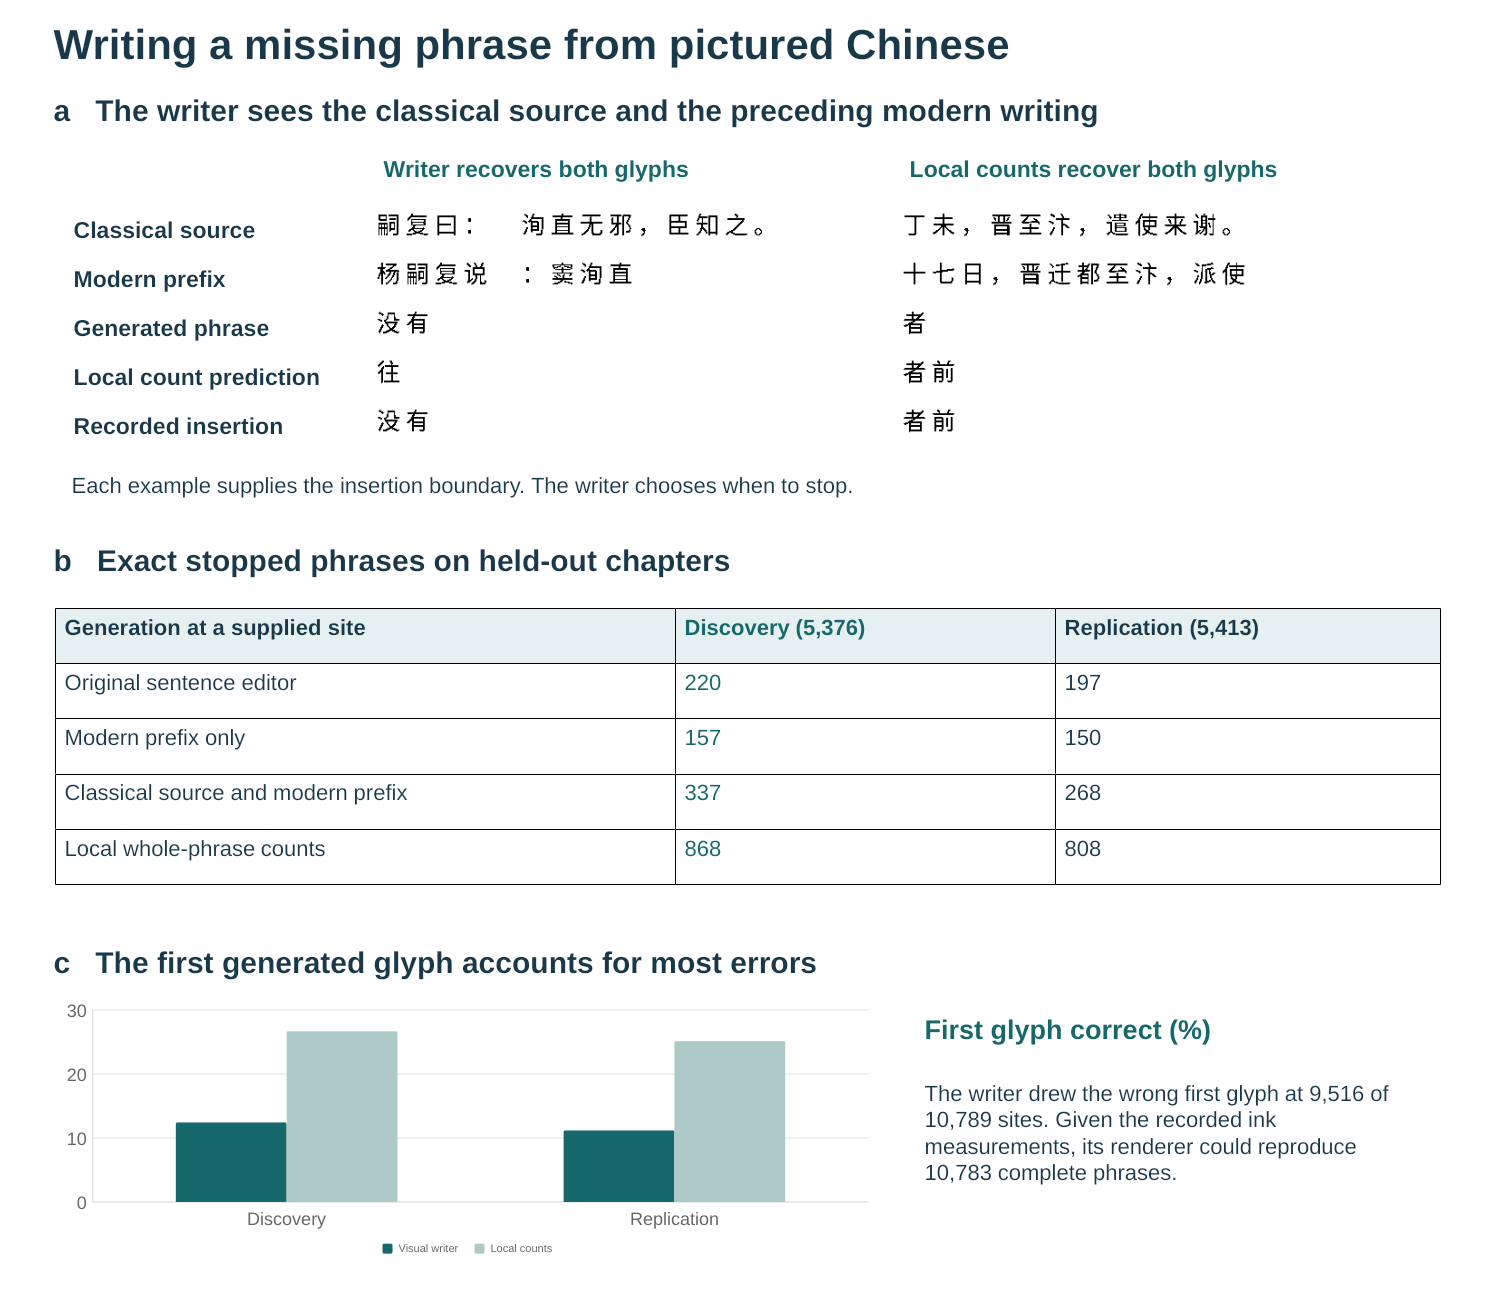 Writing a missing phrase from pictured Chinese
a The writer sees the classical source and the preceding modern writing
Writer recovers both glyphs
Local counts recover both glyphs
Classical source
嗣复曰： 洵直无邪，臣知之。
丁未，晋至汴，遣使来谢。
Modern prefix
杨嗣复说 ：窦洵直
十七日，晋迁都至汴，派使
Generated phrase
没有
者
Local count prediction
往
者前
Recorded insertion
没有
者前
Each example supplies the insertion boundary. The writer chooses when to stop.
b Exact stopped phrases on held-out chapters
Generation at a supplied site
Discovery (5,376)
Replication (5,413)
Original sentence editor
220
197
Modern prefix only
157
150
Classical source and modern prefix
337
268
Local whole-phrase counts
868
808
c The first generated glyph accounts for most errors
30
20
10
0
Discovery
Replication
Visual writer
Local counts
First glyph correct (%)
The writer drew the wrong first glyph at 9,516 of
10,789 sites. Given the recorded ink
measurements, its renderer could reproduce
10,783 complete phrases.